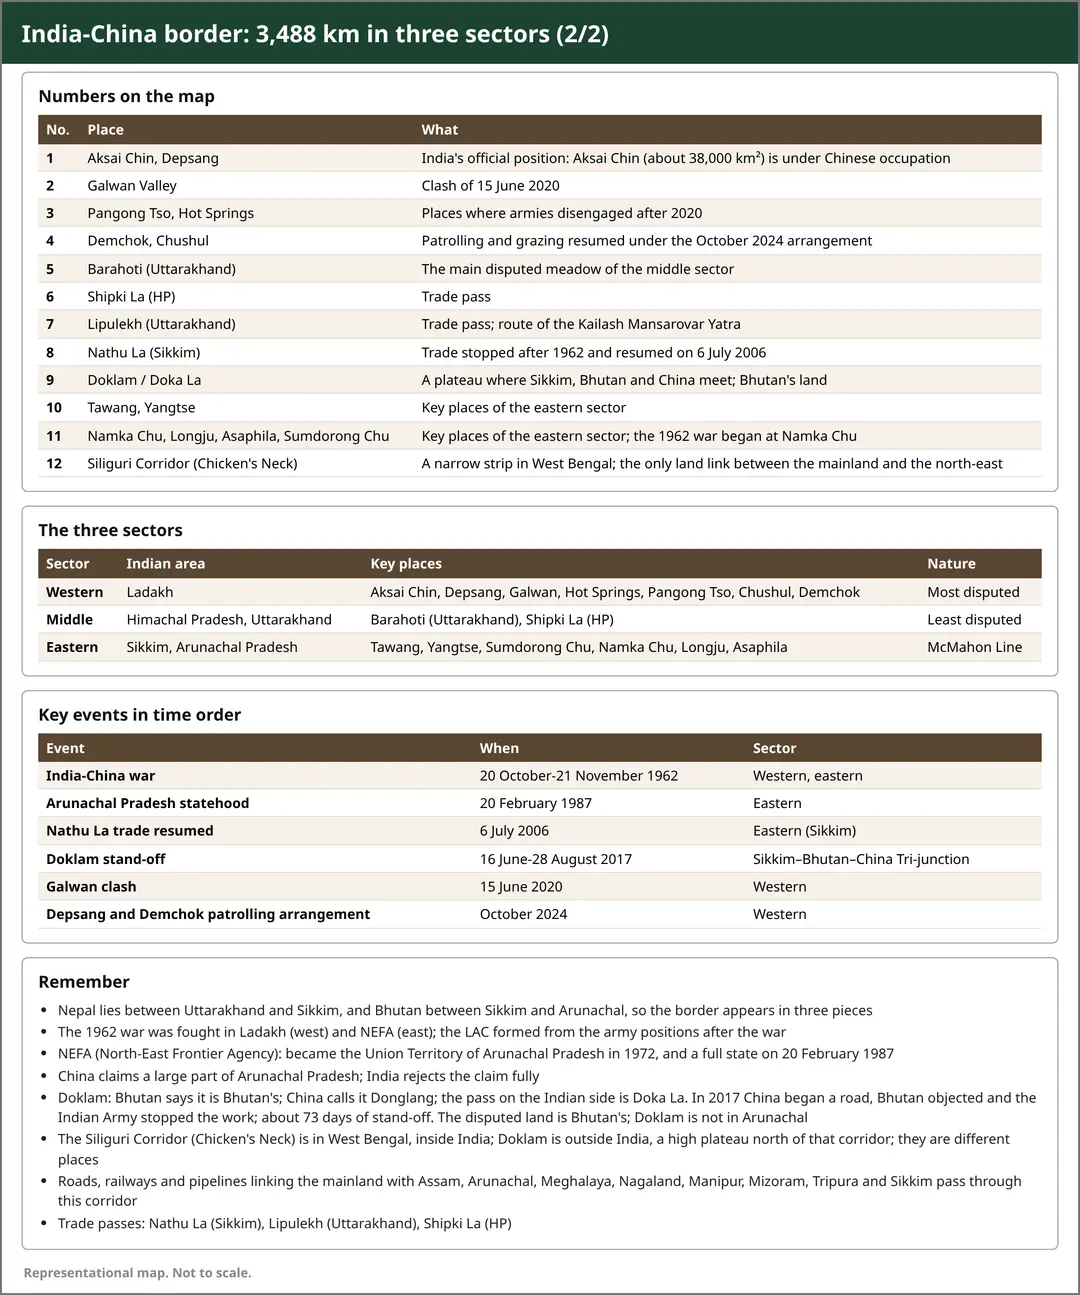 India-China border: 3,488 km in three sectors (2/2)
Numbers on the map
No. Place What
1 Aksai Chin, Depsang India's official position: Aksai Chin (about 38,000 km²) is under Chinese occupation
2 Galwan Valley Clash of 15 June 2020
3 Pangong Tso, Hot Springs Places where armies disengaged after 2020
4 Demchok, Chushul Patrolling and grazing resumed under the October 2024 arrangement
5 Barahoti (Uttarakhand) The main disputed meadow of the middle sector
6 Shipki La (HP) Trade pass
7 Lipulekh (Uttarakhand) Trade pass; route of the Kailash Mansarovar Yatra
8 Nathu La (Sikkim) Trade stopped after 1962 and resumed on 6 July 2006
9 Doklam / Doka La A plateau where Sikkim, Bhutan and China meet; Bhutan's land
10 Tawang, Yangtse Key places of the eastern sector
11 Namka Chu, Longju, Asaphila, Sumdorong Chu Key places of the eastern sector; the 1962 war began at Namka Chu
12 Siliguri Corridor (Chicken's Neck) A narrow strip in West Bengal; the only land link between the mainland and the north-east
The three sectors
Sector Indian area Key places Nature
Western Ladakh Aksai Chin, Depsang, Galwan, Hot Springs, Pangong Tso, Chushul, Demchok Most disputed
Middle Himachal Pradesh, Uttarakhand Barahoti (Uttarakhand), Shipki La (HP) Least disputed
Eastern Sikkim, Arunachal Pradesh Tawang, Yangtse, Sumdorong Chu, Namka Chu, Longju, Asaphila McMahon Line
Key events in time order
Event When Sector
India-China war 20 October-21 November 1962 Western, eastern
Arunachal Pradesh statehood 20 February 1987 Eastern
Nathu La trade resumed 6 July 2006 Eastern (Sikkim)
Doklam stand-off 16 June-28 August 2017 Sikkim–Bhutan–China Tri-junction
Galwan clash 15 June 2020 Western
Depsang and Demchok patrolling arrangement October 2024 Western
Remember
• Nepal lies between Uttarakhand and Sikkim, and Bhutan between Sikkim and Arunachal, so the border appears in three pieces
• The 1962 war was fought in Ladakh (west) and NEFA (east); the LAC formed from the army positions after the war
• NEFA (North-East Frontier Agency): became the Union Territory of Arunachal Pradesh in 1972, and a full state on 20 February 1987
• China claims a large part of Arunachal Pradesh; India rejects the claim fully
• Doklam: Bhutan says it is Bhutan's; China calls it Donglang; the pass on the Indian side is Doka La. In 2017 China began a road, Bhutan objected and the
Indian Army stopped the work; about 73 days of stand-off. The disputed land is Bhutan's; Doklam is not in Arunachal
• The Siliguri Corridor (Chicken's Neck) is in West Bengal, inside India; Doklam is outside India, a high plateau north of that corridor; they are different
places
• Roads, railways and pipelines linking the mainland with Assam, Arunachal, Meghalaya, Nagaland, Manipur, Mizoram, Tripura and Sikkim pass through
this corridor
• Trade passes: Nathu La (Sikkim), Lipulekh (Uttarakhand), Shipki La (HP)
Representational map. Not to scale.